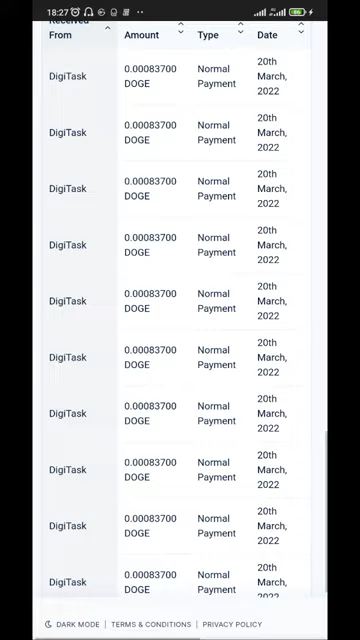 18:27
86
Received
From Amount Type Date
DigiTask 0.00083700 DOGE Normal Payment 20th March, 2022
DigiTask 0.00083700 DOGE Normal Payment 20th March, 2022
DigiTask 0.00083700 DOGE Normal Payment 20th March, 2022
DigiTask 0.00083700 DOGE Normal Payment 20th March, 2022
DigiTask 0.00083700 DOGE Normal Payment 20th March, 2022
DigiTask 0.00083700 DOGE Normal Payment 20th March, 2022
DigiTask 0.00083700 DOGE Normal Payment 20th March, 2022
DigiTask 0.00083700 DOGE Normal Payment 20th March, 2022
DigiTask 0.00083700 DOGE Normal Payment 20th March, 2022
DigiTask 0.00083700 DOGE Normal Payment 20th March, 2022
DARK MODE | TERMS & CONDITIONS | PRIVACY POLICY